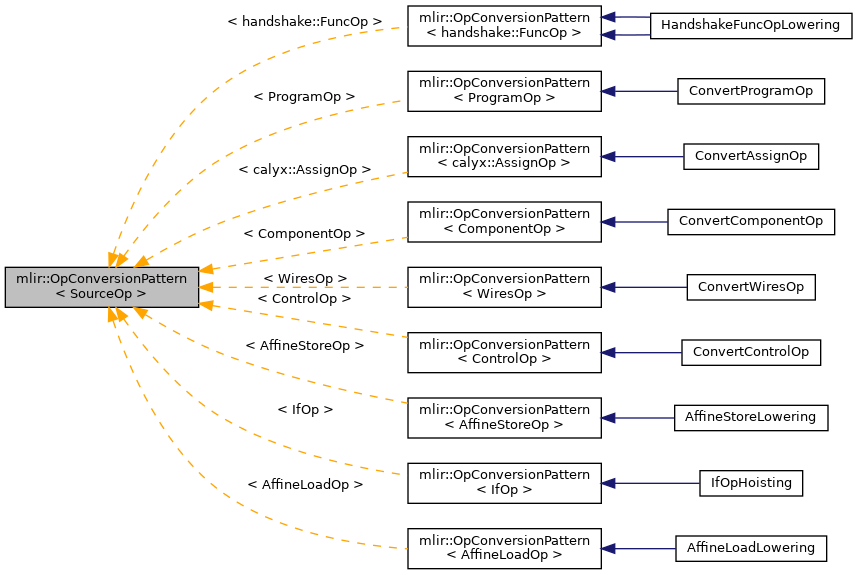 < handshake::FuncOp >
mlir::OpConversionPattern
< handshake::FuncOp >
HandshakeFuncOpLowering
< ProgramOp >
mlir::OpConversionPattern
< ProgramOp >
ConvertProgramOp
< calyx::AssignOp >
mlir::OpConversionPattern
< calyx::AssignOp >
ConvertAssignOp
< ComponentOp >
mlir::OpConversionPattern
< ComponentOp >
ConvertComponentOp
mlir::OpConversionPattern
< SourceOp >
< WiresOp >
mlir::OpConversionPattern
< WiresOp >
ConvertWiresOp
< ControlOp >
mlir::OpConversionPattern
< ControlOp >
ConvertControlOp
< AffineStoreOp >
mlir::OpConversionPattern
< AffineStoreOp >
AffineStoreLowering
< IfOp >
mlir::OpConversionPattern
< IfOp >
IfOpHoisting
< AffineLoadOp >
mlir::OpConversionPattern
< AffineLoadOp >
AffineLoadLowering